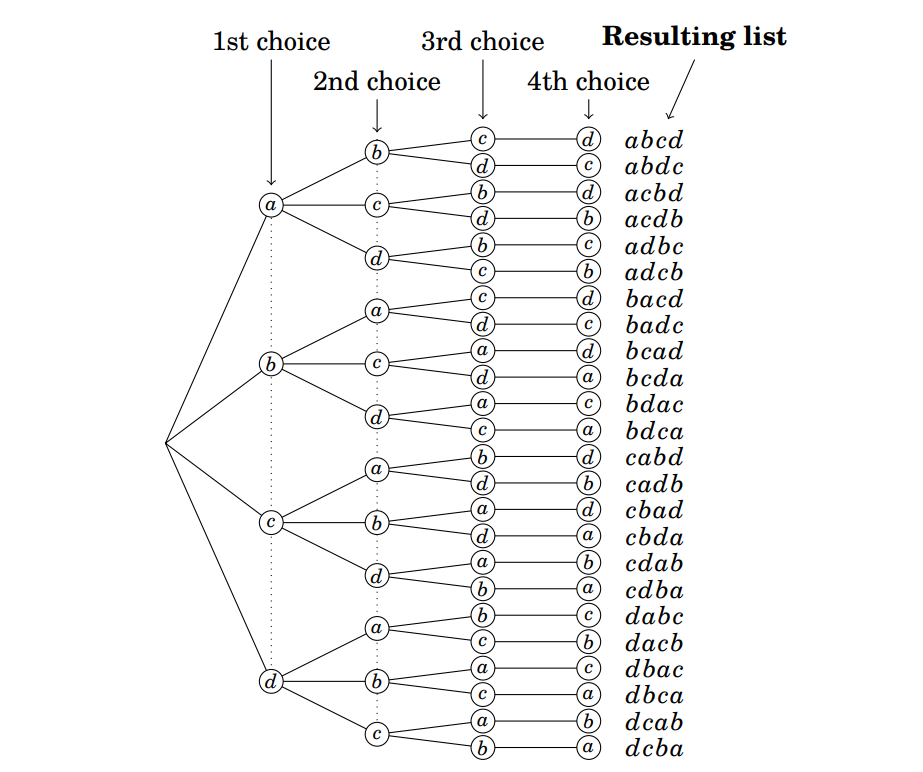 1st choice 3rd choice Resulting list
2nd choice 4th choice
c d abcd
b
d c abdc
b d acbd
a c
d b acdb
b c adbc
d
c b adcb
c d bacd
a
d c badc
a d bcad
b c
d a bcda
a c bdac
d
c a bdca
b d cabd
a
d b cadb
a d cbad
c b
d a cbda
a b cdab
d
b a cdba
b c dabc
a
c b dacb
a c dbac
d b
c a dbca
a b dcab
c
b a dcba